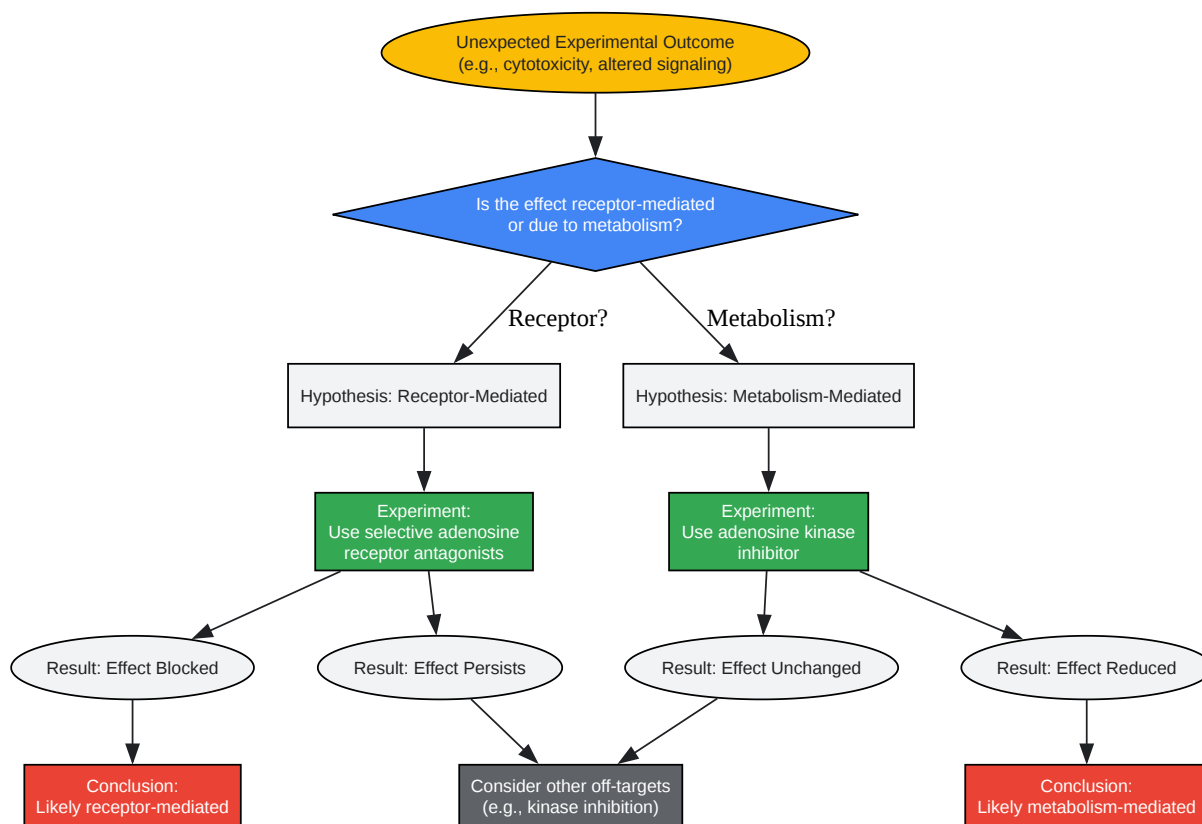 Unexpected Experimental Outcome
(e.g., cytotoxicity, altered signaling)
Is the effect receptor-mediated
or due to metabolism?
Receptor?
Metabolism?
Hypothesis: Receptor-Mediated
Hypothesis: Metabolism-Mediated
Experiment:
Use selective adenosine
receptor antagonists
Experiment:
Use adenosine kinase
inhibitor
Result: Effect Blocked
Result: Effect Persists
Result: Effect Unchanged
Result: Effect Reduced
Conclusion:
Likely receptor-mediated
Consider other off-targets
(e.g., kinase inhibition)
Conclusion:
Likely metabolism-mediated